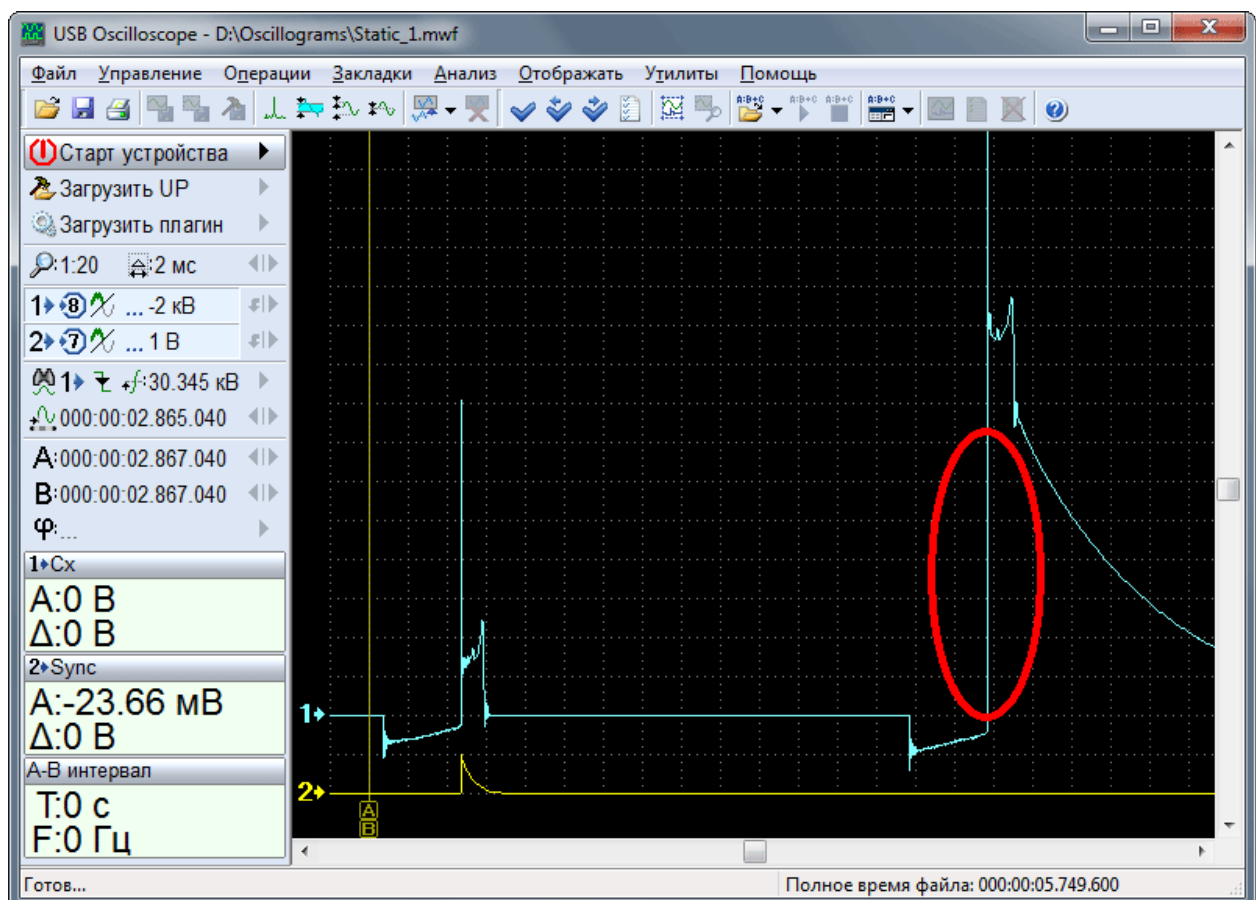 USB Oscilloscope - D:\Oscillograms\Static_1.mwf
Файл Управление Операции Закладки Анализ Отображать Утилиты Помощь
A:B+C A:B+C A:B+C A:B+C
Старт устройства
Загрузить UP
Загрузить плагин
:1:20 :2 мс
1 8 ... -2 кВ
2 7 ... 1 В
1 f:30.345 кВ
000:00:02.865.040
A:000:00:02.867.040
B:000:00:02.867.040
φ:...
1 Cx
A:0 В
Δ:0 В
2 Sync
A:-23.66 мВ
Δ:0 В
A-B интервал
T:0 с
F:0 Гц
1
2
A
B
Готов...
Полное время файла: 000:00:05.749.600